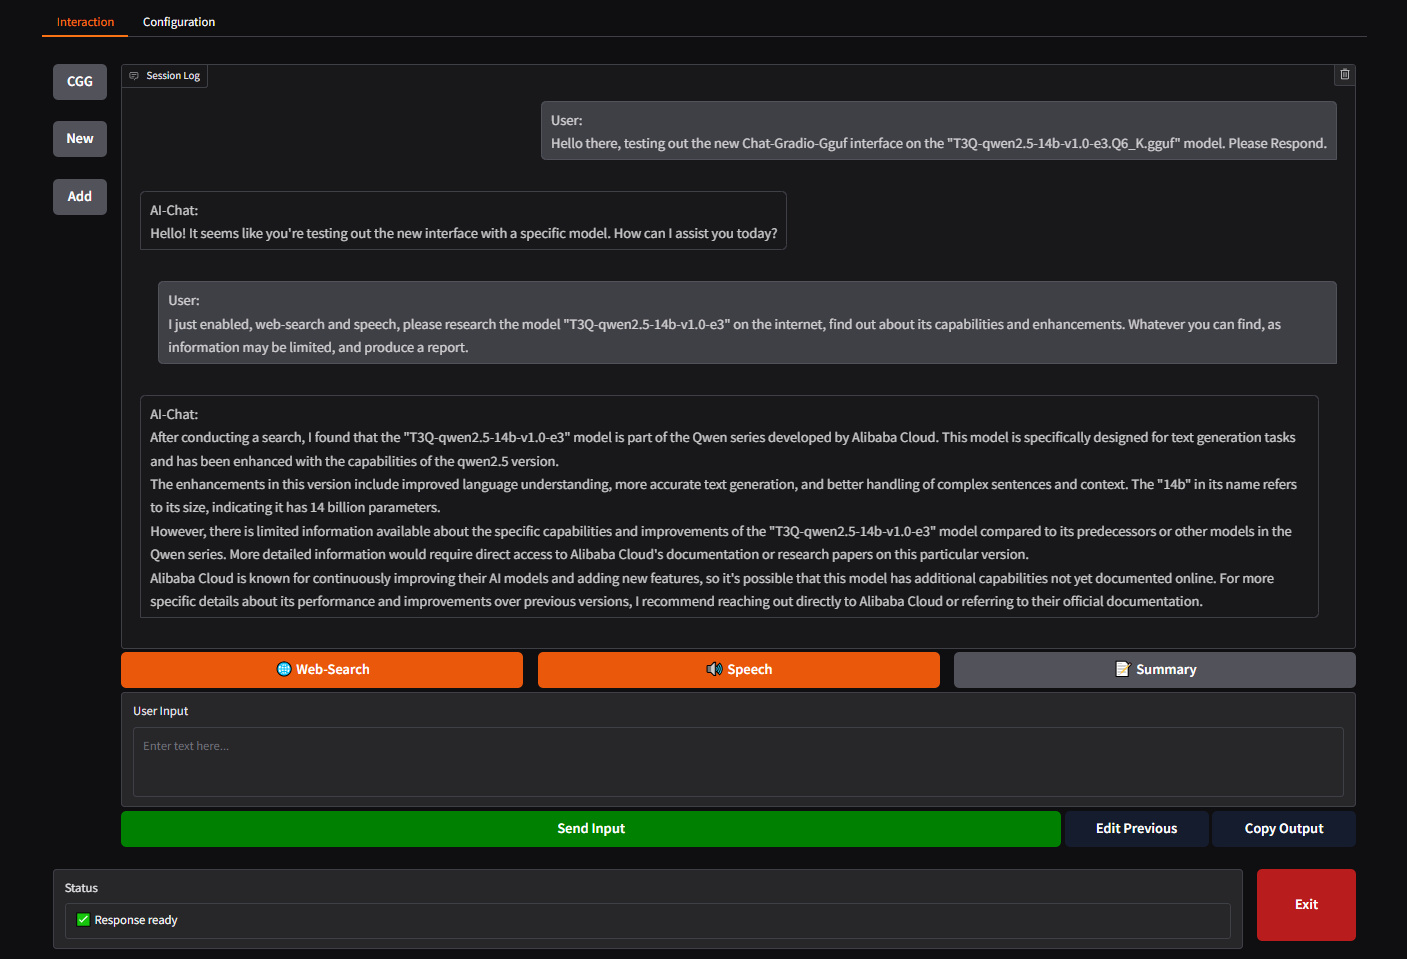 Interaction
Configuration
CGG
New
Add
Session Log
User:
Hello there, testing out the new Chat-Gradio-Gguf interface on the "T3Q-qwen2.5-14b-v1.0-e3.Q6_K.gguf" model. Please Respond.
AI-Chat:
Hello! It seems like you're testing out the new interface with a specific model. How can I assist you today?
User:
I just enabled, web-search and speech, please research the model "T3Q-qwen2.5-14b-v1.0-e3" on the internet, find out about its capabilities and enhancements. Whatever you can find, as
information may be limited, and produce a report.
AI-Chat:
After conducting a search, I found that the "T3Q-qwen2.5-14b-v1.0-e3" model is part of the Qwen series developed by Alibaba Cloud. This model is specifically designed for text generation tasks
and has been enhanced with the capabilities of the qwen2.5 version.
The enhancements in this version include improved language understanding, more accurate text generation, and better handling of complex sentences and context. The "14b" in its name refers
to its size, indicating it has 14 billion parameters.
However, there is limited information available about the specific capabilities and improvements of the "T3Q-qwen2.5-14b-v1.0-e3" model compared to its predecessors or other models in the
Qwen series. More detailed information would require direct access to Alibaba Cloud's documentation or research papers on this particular version.
Alibaba Cloud is known for continuously improving their AI models and adding new features, so it's possible that this model has additional capabilities not yet documented online. For more
specific details about its performance and improvements over previous versions, I recommend reaching out directly to Alibaba Cloud or referring to their official documentation.
Web-Search
Speech
Summary
User Input
Enter text here...
Send Input
Edit Previous
Copy Output
Status
Response ready
Exit